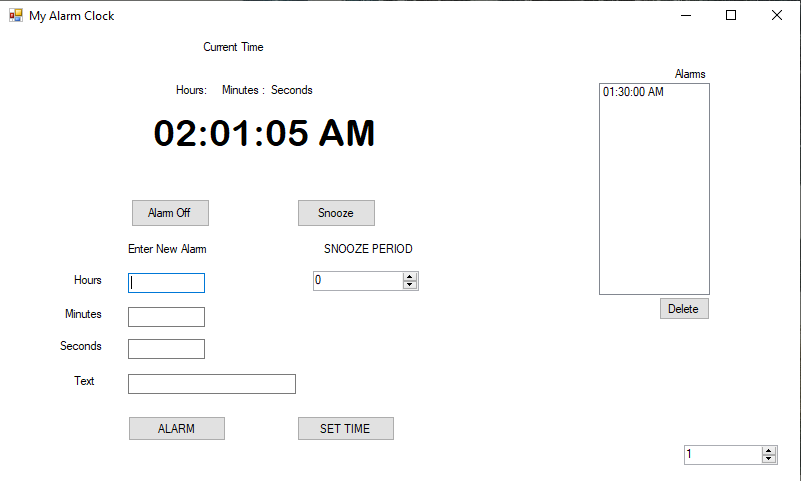 My Alarm Clock
Current Time
Hours: Minutes : Seconds
Alarms
01:30:00 AM
02:01:05 AM
Alarm Off Snooze
Enter New Alarm SNOOZE PERIOD
Hours 0
Minutes
Delete
Seconds
Text
ALARM SET TIME
1